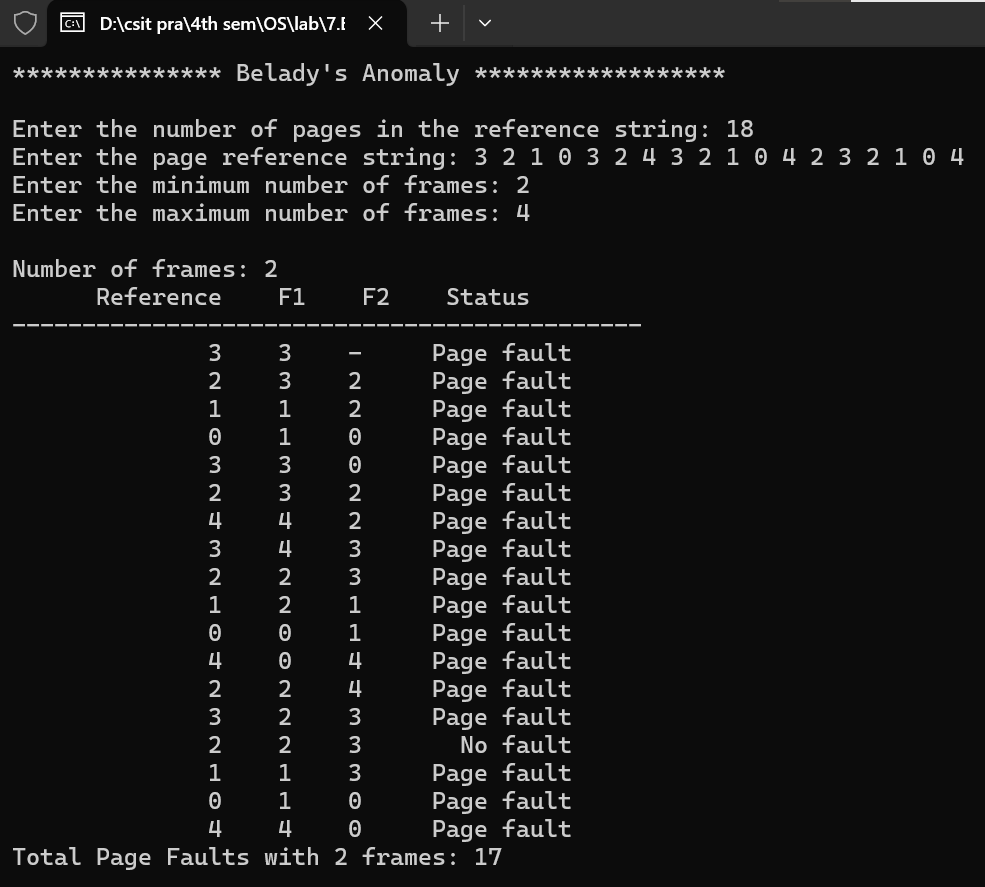 D:\csit pra\4th sem\OS\lab\7.E
*************** Belady's Anomaly ******************
Enter the number of pages in the reference string: 18
Enter the page reference string: 3 2 1 0 3 2 4 3 2 1 0 4 2 3 2 1 0 4
Enter the minimum number of frames: 2
Enter the maximum number of frames: 4
Number of frames: 2
Reference F1 F2 Status
---------------------------------------------
3 3 - Page fault
2 3 2 Page fault
1 1 2 Page fault
0 1 0 Page fault
3 3 0 Page fault
2 3 2 Page fault
4 4 2 Page fault
3 4 3 Page fault
2 2 3 Page fault
1 2 1 Page fault
0 0 1 Page fault
4 0 4 Page fault
2 2 4 Page fault
3 2 3 Page fault
2 2 3 No fault
1 1 3 Page fault
0 1 0 Page fault
4 4 0 Page fault
Total Page Faults with 2 frames: 17